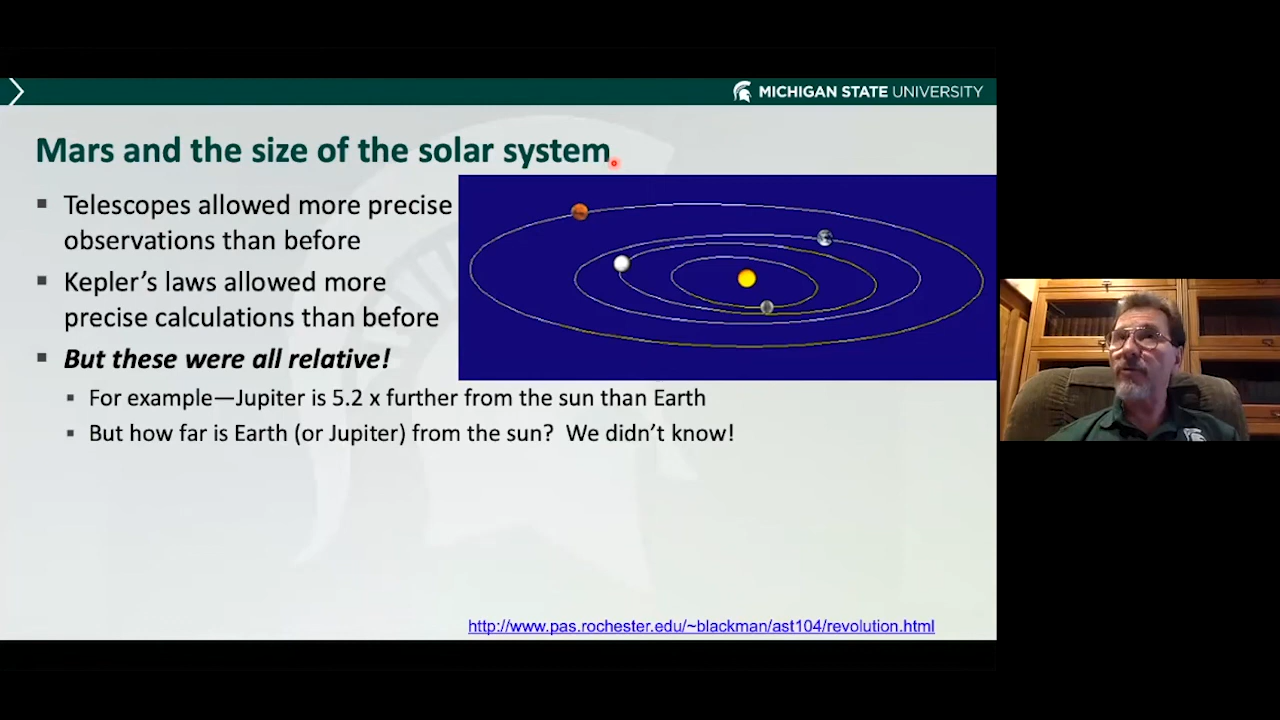 MICHIGAN STATE UNIVERSITY
Mars and the size of the solar system
▪ Telescopes allowed more precise
observations than before
▪ Kepler’s laws allowed more
precise calculations than before
▪ But these were all relative!
▪ For example—Jupiter is 5.2 x further from the sun than Earth
▪ But how far is Earth (or Jupiter) from the sun?  We didn’t know!
http://www.pas.rochester.edu/~blackman/ast104/revolution.html